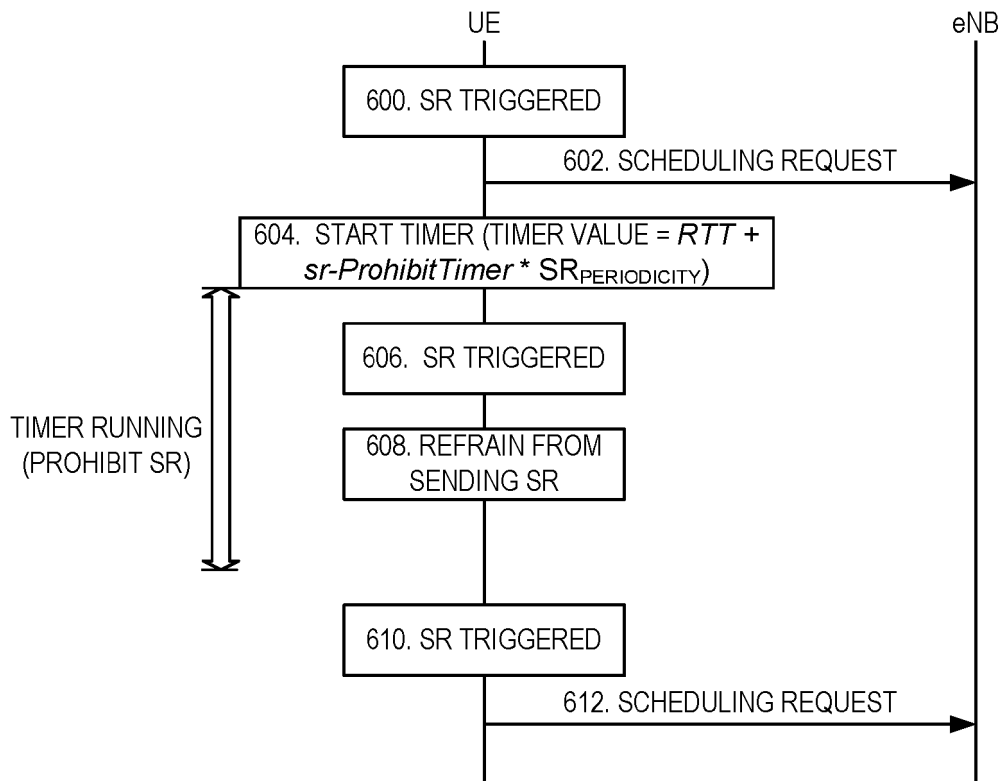 UE
eNB
600. SR TRIGGERED
602. SCHEDULING REQUEST
604. START TIMER (TIMER VALUE = RTT +
sr-ProhibitTimer * SRPERIODICITY)
606. SR TRIGGERED
TIMER RUNNING
(PROHIBIT SR)
608. REFRAIN FROM
SENDING SR
610. SR TRIGGERED
612. SCHEDULING REQUEST